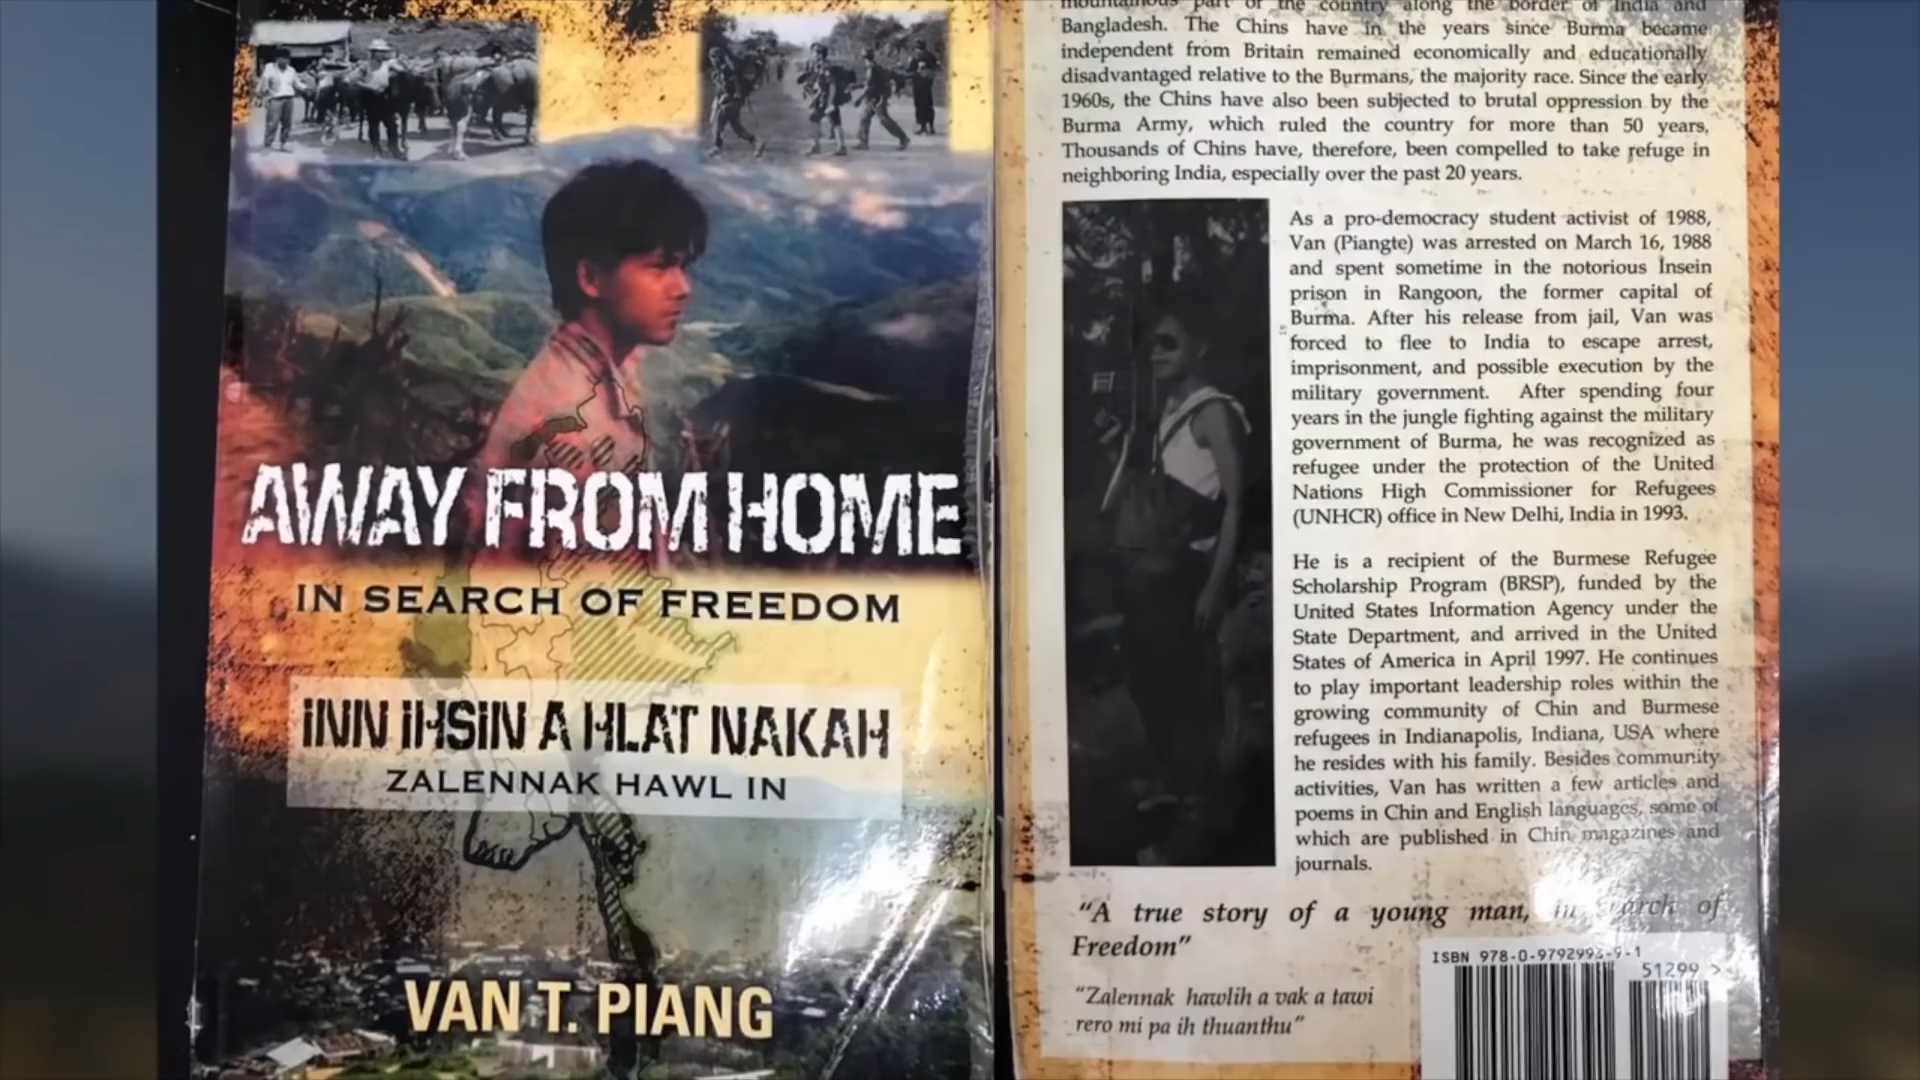 AWAY FROM HOME
IN SEARCH OF FREEDOM
INN IHSIN A HLAT NAKAH
ZALENNAK HAWL IN
VAN T. PIANG
mountainous part of the country along the border of India and
Bangladesh. The Chins have in the years since Burma became
independent from Britain remained economically and educationally
disadvantaged relative to the Burmans, the majority race. Since the early
1960s, the Chins have also been subjected to brutal oppression by the
Burma Army, which ruled the country for more than 50 years,
Thousands of Chins have, therefore, been compelled to take refuge in
neighboring India, especially over the past 20 years.
As a pro-democracy student activist of 1988,
Van (Piangte) was arrested on March 16, 1988
and spent sometime in the notorious Insein
prison in Rangoon, the former capital of
Burma. After his release from jail, Van was
forced to flee to India to escape arrest,
imprisonment, and possible execution by the
military government. After spending four
years in the jungle fighting against the military
government of Burma, he was recognized as
refugee under the protection of the United
Nations High Commissioner for Refugees
(UNHCR) office in New Delhi, India in 1993.
He is a recipient of the Burmese Refugee
Scholarship Program (BRSP), funded by the
United States Information Agency under the
State Department, and arrived in the United
States of America in April 1997. He continues
to play important leadership roles within the
growing community of Chin and Burmese
refugees in Indianapolis, Indiana, USA where
he resides with his family. Besides community
activities, Van has written a few articles and
poems in Chin and English languages, some of
which are published in Chin magazines and
journals.
"A true story of a young man, in of
Freedom"
"Zalennak hawlih a vak a tawi
rero mi pa ih thuanthu"
ISBN
51299 >